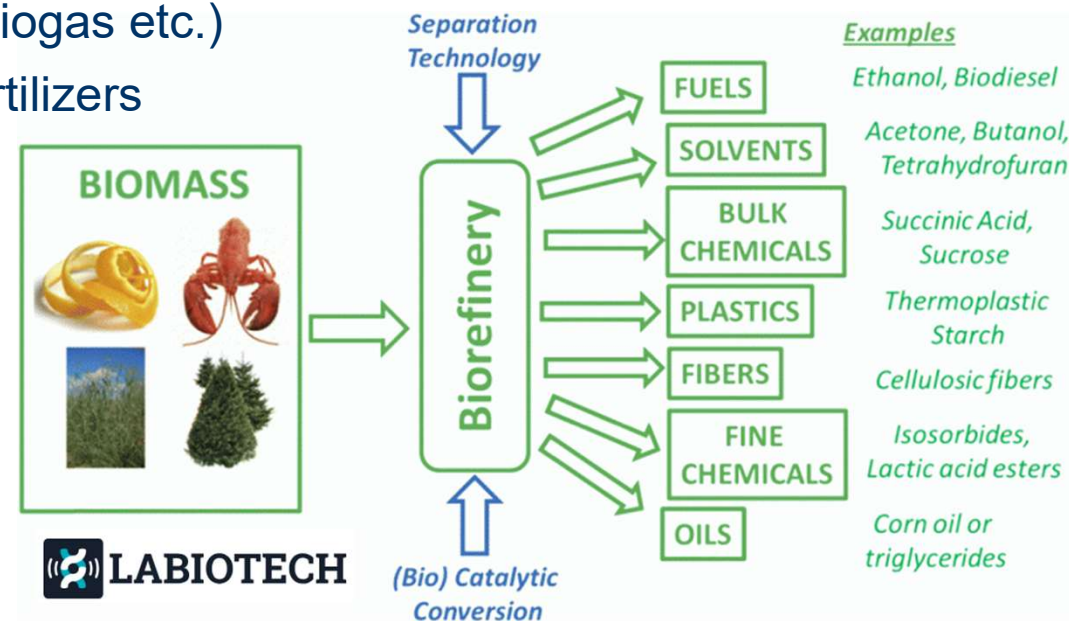 iogas etc.)
rtilizers
Separation
Technology
BIOMASS
Biorefinery
(Bio) Catalytic
Conversion
Examples
FUELS
Ethanol, Biodiesel
SOLVENTS
Acetone, Butanol,
Tetrahydrofuran
BULK
CHEMICALS
Succinic Acid,
Sucrose
PLASTICS
Thermoplastic
Starch
FIBERS
Cellulosic fibers
FINE
CHEMICALS
Isosorbides,
Lactic acid esters
OILS
Corn oil or
triglycerides
LABIOTECH